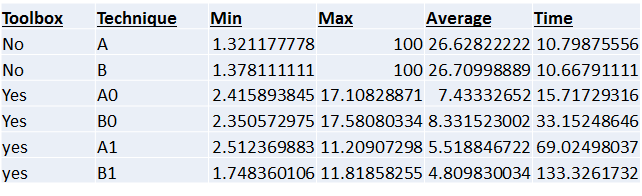 Toolbox Technique Min Max Average Time
No A 1.321177778 100 26.62822222 10.79875556
No B 1.378111111 100 26.70998889 10.66791111
Yes A0 2.415893845 17.10828871 7.43332652 15.71729316
Yes B0 2.350572975 17.58080334 8.331523002 33.15248646
yes A1 2.512369883 11.20907298 5.518846722 69.02498037
yes B1 1.748360106 11.81858255 4.809830034 133.3261732